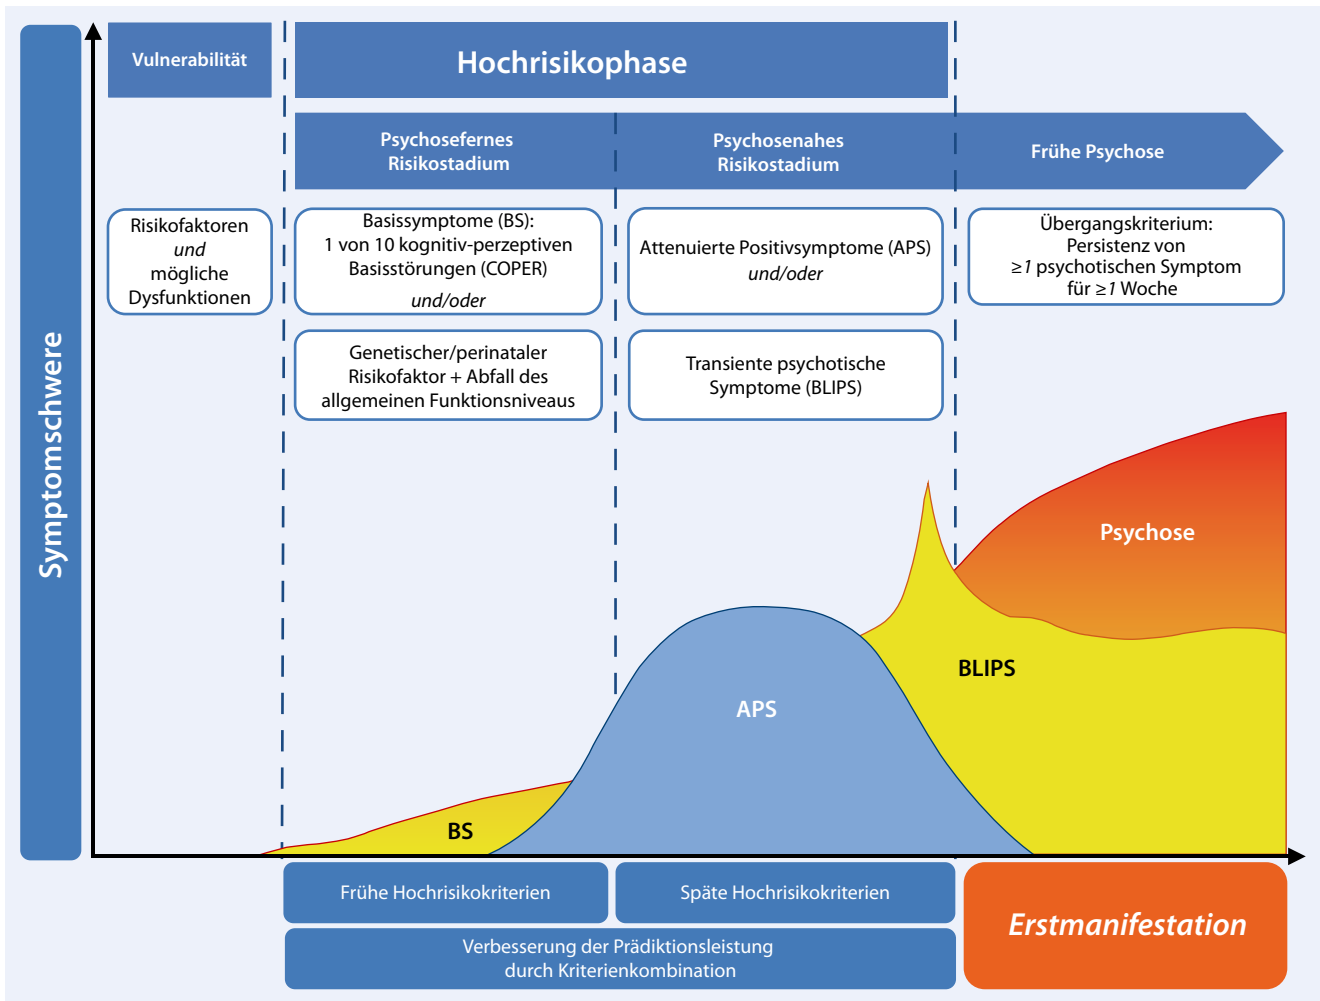 Symptomschwere
Vulnerabilität
Hochrisikophase
Psychosefernes
Risikostadium
Psychosenahes
Risikostadium
Frühe Psychose
Risikofaktoren
und
mögliche
Dysfunktionen
Basissymptome (BS):
1 von 10 kognitiv-perzeptiven
Basisstörungen (COPER)
und/oder
Attenuierte Positivsymptome (APS)
und/oder
Übergangskriterium:
Persistenz von
≥1 psychotischen Symptom
für ≥1 Woche
Genetischer/perinataler
Risikofaktor + Abfall des
allgemeinen Funktionsniveaus
Transiente psychotische
Symptome (BLIPS)
Psychose
BLIPS
APS
BS
Frühe Hochrisikokriterien
Späte Hochrisikokriterien
Verbesserung der Prädiktionsleistung
durch Kriterienkombination
Erstmanifestation